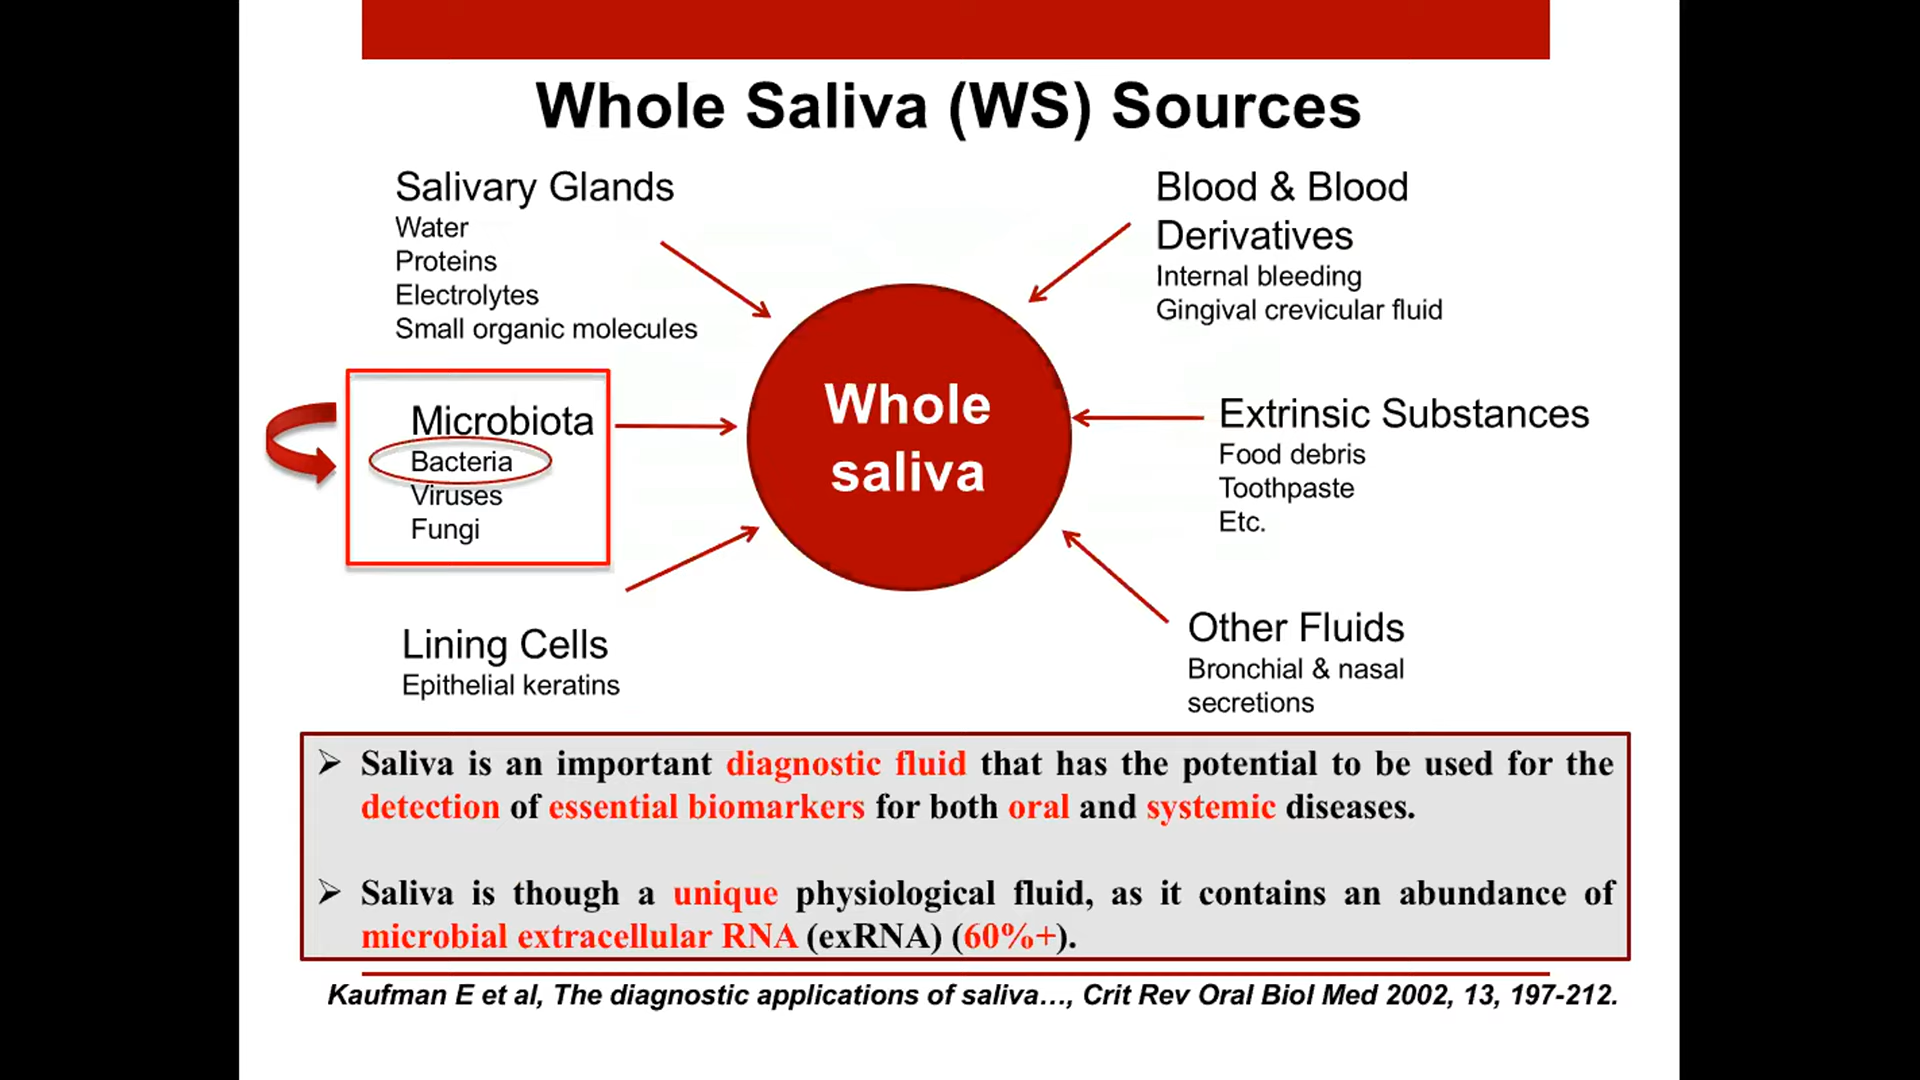 Whole Saliva (WS) Sources
Salivary Glands
Water
Proteins
Electrolytes
Small organic molecules
Blood & Blood
Derivatives
Internal bleeding
Gingival crevicular fluid
Microbiota
Bacteria
Viruses
Fungi
Whole
saliva
Extrinsic Substances
Food debris
Toothpaste
Etc.
Lining Cells
Epithelial keratins
Other Fluids
Bronchial & nasal
secretions
➢ Saliva is an important diagnostic fluid that has the potential to be used for the
detection of essential biomarkers for both oral and systemic diseases.
➢ Saliva is though a unique physiological fluid, as it contains an abundance of
microbial extracellular RNA (exRNA) (60%+).
Kaufman E et al, The diagnostic applications of saliva…, Crit Rev Oral Biol Med 2002, 13, 197-212.